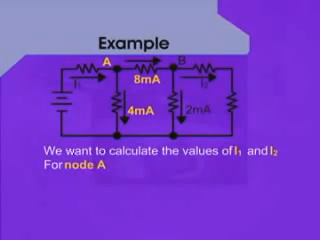 Example
A
B
I₁
8mA
I₂
4mA
2mA
We want to calculate the values of I₁ and I₂
For node A